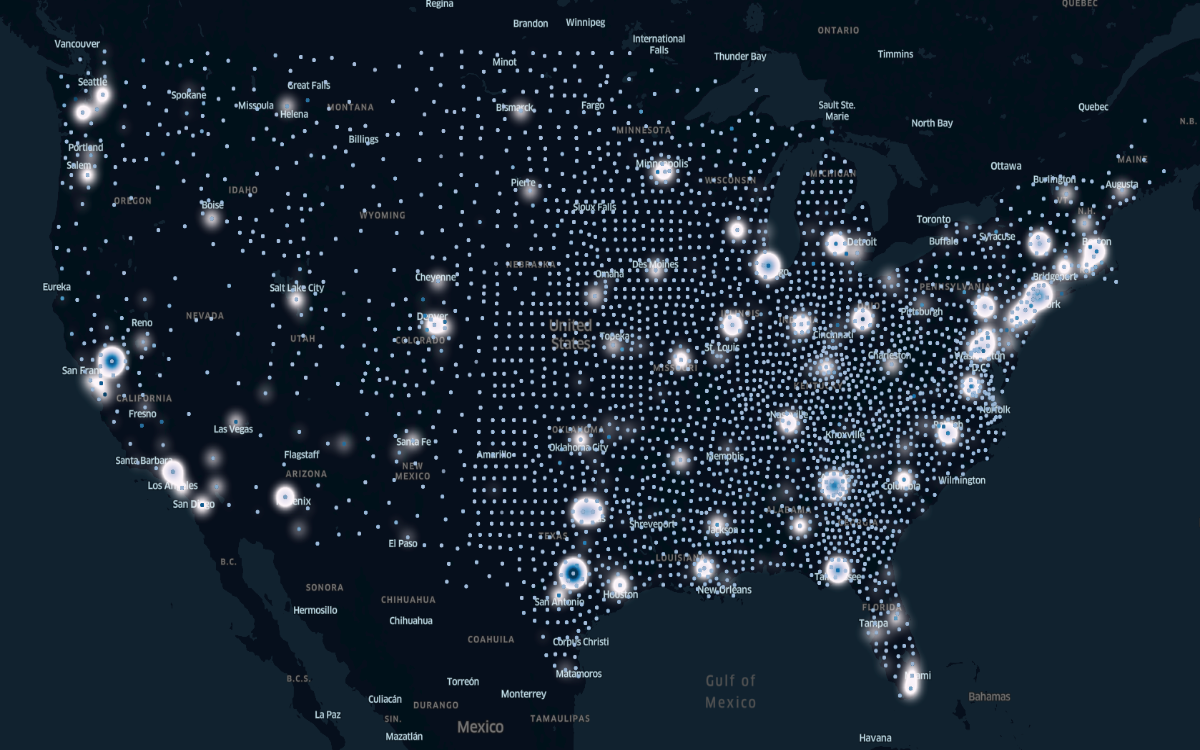 Regina
QUEBEC
Brandon
Winnipeg
ONTARIO
Vancouver
International
Falls
Thunder Bay
Timmins
Minot
Seattle
Spokane
Great Falls
Missoula
Helena
MONTANA
Bismarck
Fargo
Sault Ste.
Marie
Quebec
North Bay
N.B.
MINNESOTA
Billings
Portland
Salem
Minneapolis
WISCONSIN
MICHIGAN
Ottawa
MAINE
Burlington
Augusta
Pierre
IDAHO
OREGON
Boise
WYOMING
Sioux Falls
N.H.
Toronto
Buffalo
Syracuse
Detroit
Boston
NEBRASKA
Des Moines
Omaha
Cheyenne
Bridgeport
PENNSYLVANIA
Eureka
Salt Lake City
NEVADA
Reno
UTAH
Denver
COLORADO
United
States
Topeka
St. Louis
Cincinnati
Pittsburgh
Charleston
Washington
D.C.
San Fran
MISSOURI
CALIFORNIA
Fresno
Las Vegas
Norfolk
Nashville
Knoxville
Santa Fe
OKLAHOMA
Oklahoma City
Flagstaff
Amarillo
Memphis
Santa Barbara
ARIZONA
NEW
MEXICO
Los Angeles
Columbia
Wilmington
San Diego
enix
ALABAMA
GEORGIA
Shreveport
Jackson
TEXAS
El Paso
B.C.
LOUISIANA
SONORA
Hermosillo
CHIHUAHUA
Chihuahua
San Antonio
Houston
New Orleans
FLORIDA
Tampa
COAHUILA
Corpus Christi
Matamoros
B.C.S.
Torreón
Monterrey
Gulf of
Mexico
Miami
Bahamas
Culiacán
DURANGO
La Paz
SIN.
Mexico
TAMAULIPAS
Mazatlán
Havana